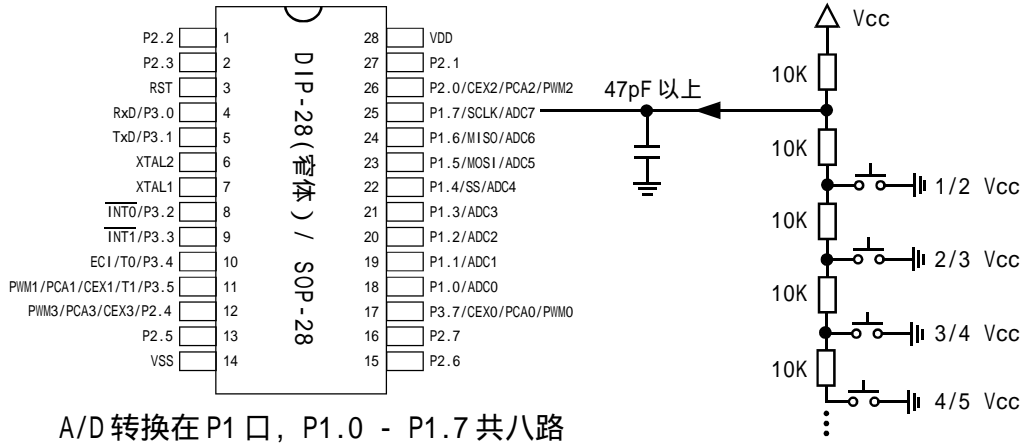 P2.2 1 28 VDD
P2.3 2 27 P2.1
RST 3 26 P2.0/CEX2/PCA2/PWM2
RxD/P3.0 4 25 P1.7/SCLK/ADC7
TxD/P3.1 5 24 P1.6/MISO/ADC6
XTAL2 6 23 P1.5/MOSI/ADC5
XTAL1 7 22 P1.4/SS/ADC4
INT0/P3.2 8 21 P1.3/ADC3
INT1/P3.3 9 20 P1.2/ADC2
ECI/T0/P3.4 10 19 P1.1/ADC1
PWM1/PCA1/CEX1/T1/P3.5 11 18 P1.0/ADC0
PWM3/PCA3/CEX3/P2.4 12 17 P3.7/CEX0/PCA0/PWM0
P2.5 13 16 P2.7
VSS 14 15 P2.6
DIP-28(窄体)/ SOP-28
47pF 以上
Vcc
10K
10K
1/2 Vcc
10K
2/3 Vcc
10K
3/4 Vcc
10K
4/5 Vcc
A/D 转换在 P1 口, P1.0 - P1.7 共八路